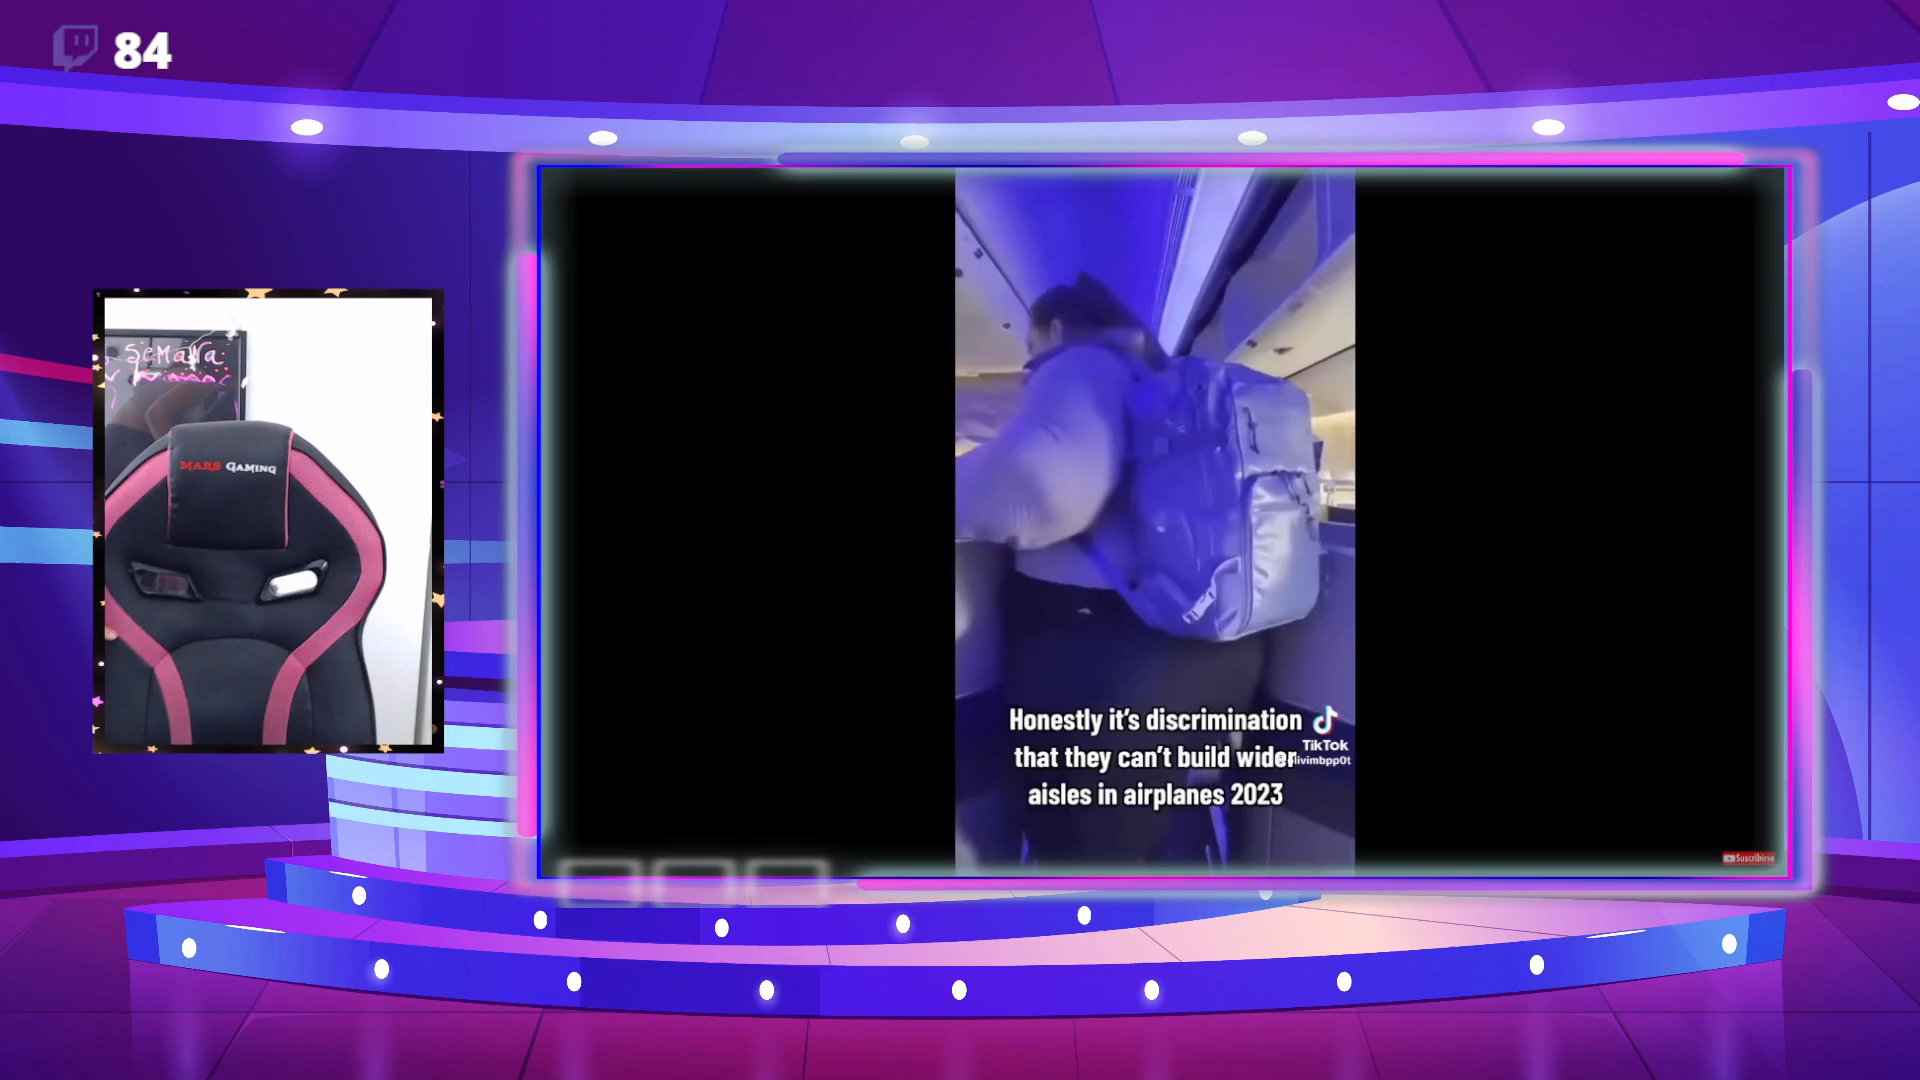 84
SeMaNa
MARS GAMING
Honestly it's discrimination
that they can't build wider
aisles in airplanes 2023
TikTok
Suscribirse